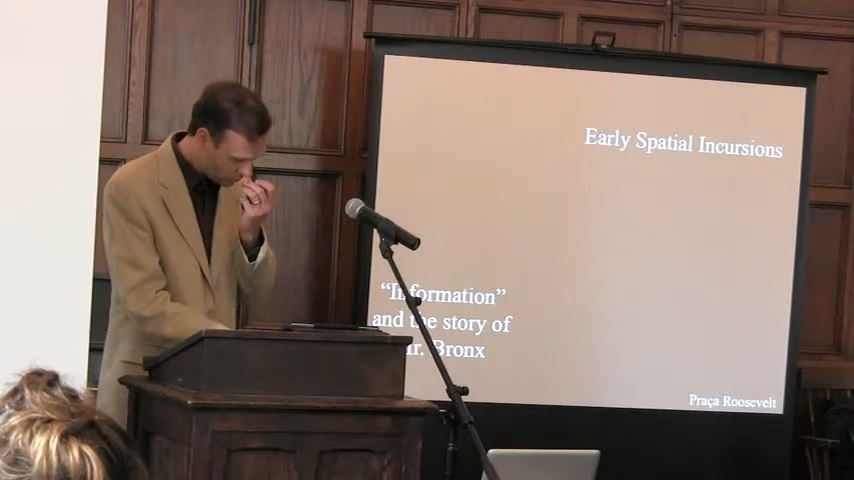 Early Spatial Incursions
“Information”
and the story of
Bronx
Praça Roosevelt